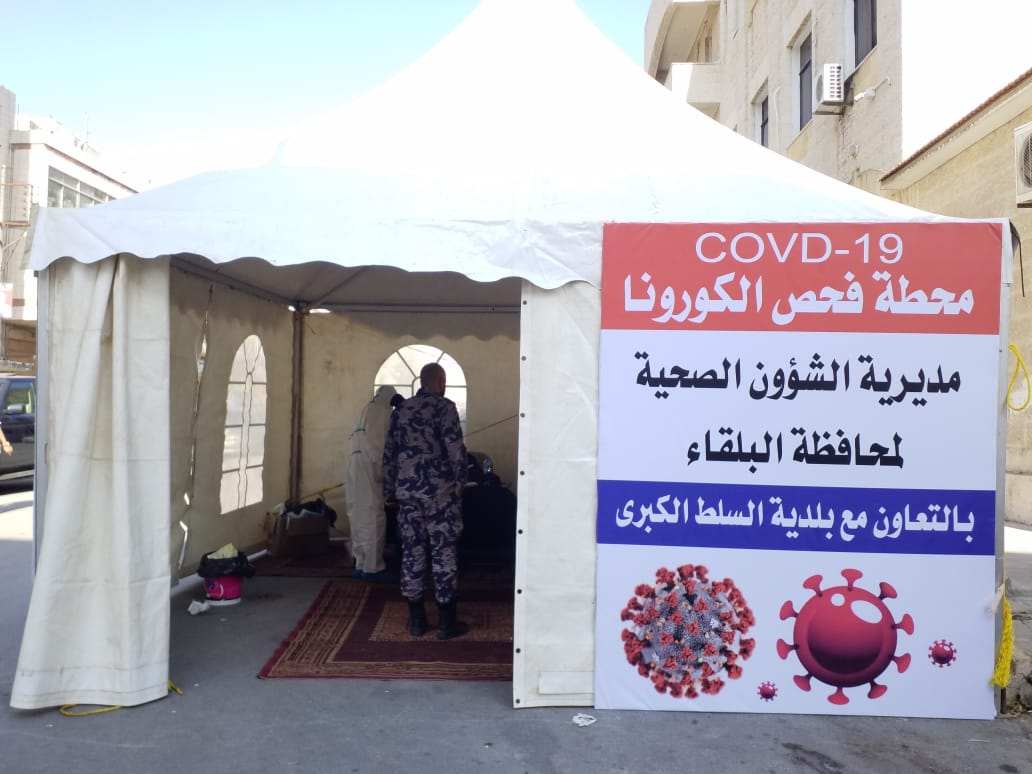 COVD-19
محطة فحص الكورونا
مديرية الشؤون الصحية
لمحافظة البلقاء
بالتعاون مع بلدية السلط الكبرى